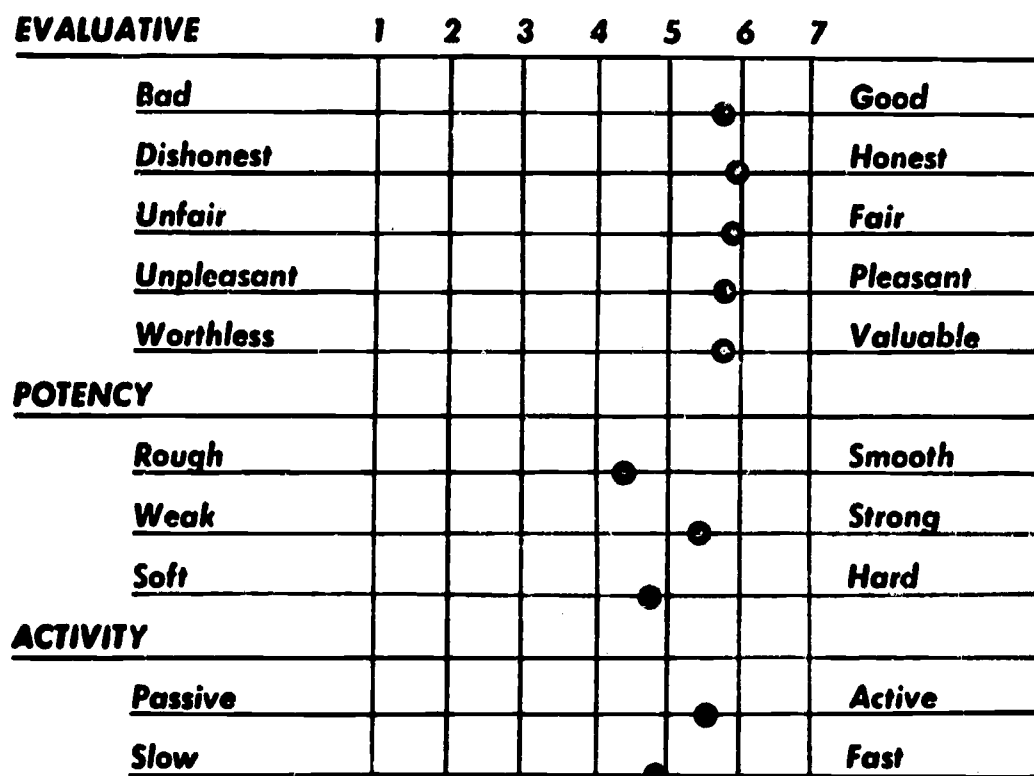 EVALUATIVE 1 2 3 4 5 6 7
Bad Good
Dishonest Honest
Unfair Fair
Unpleasant Pleasant
Worthless Valuable
POTENCY
Rough Smooth
Weak Strong
Soft Hard
ACTIVITY
Passive Active
Slow Fast